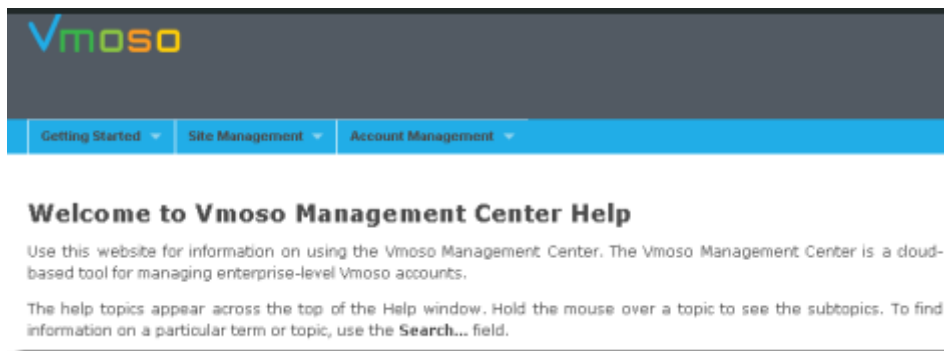 Vmoso
Getting Started Site Management Account Management
Welcome to Vmoso Management Center Help
Use this website for information on using the Vmoso Management Center. The Vmoso Management Center is a cloud-
based tool for managing enterprise-level Vmoso accounts.
The help topics appear across the top of the Help window. Hold the mouse over a topic to see the subtopics. To find
information on a particular term or topic, use the Search... field.